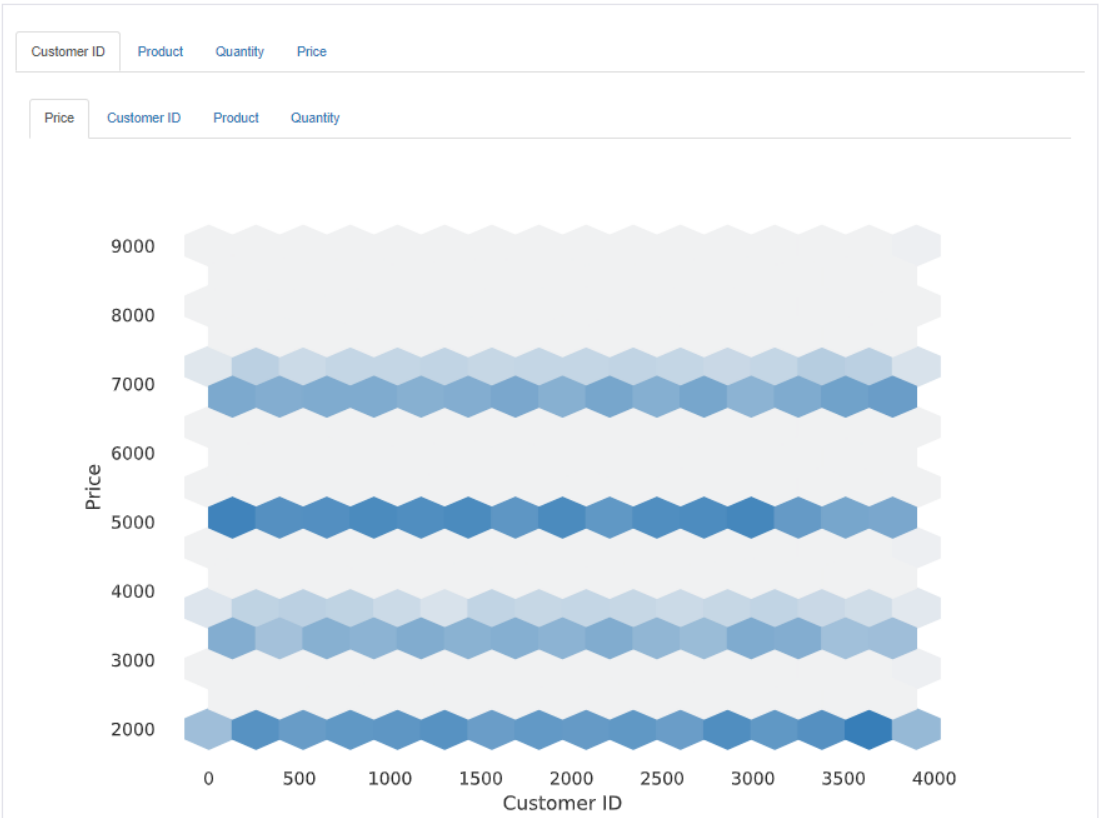 Customer ID Product Quantity Price
Price Customer ID Product Quantity
9000
8000
7000
6000
5000
4000
3000
2000
Price
0 500 1000 1500 2000 2500 3000 3500 4000
Customer ID